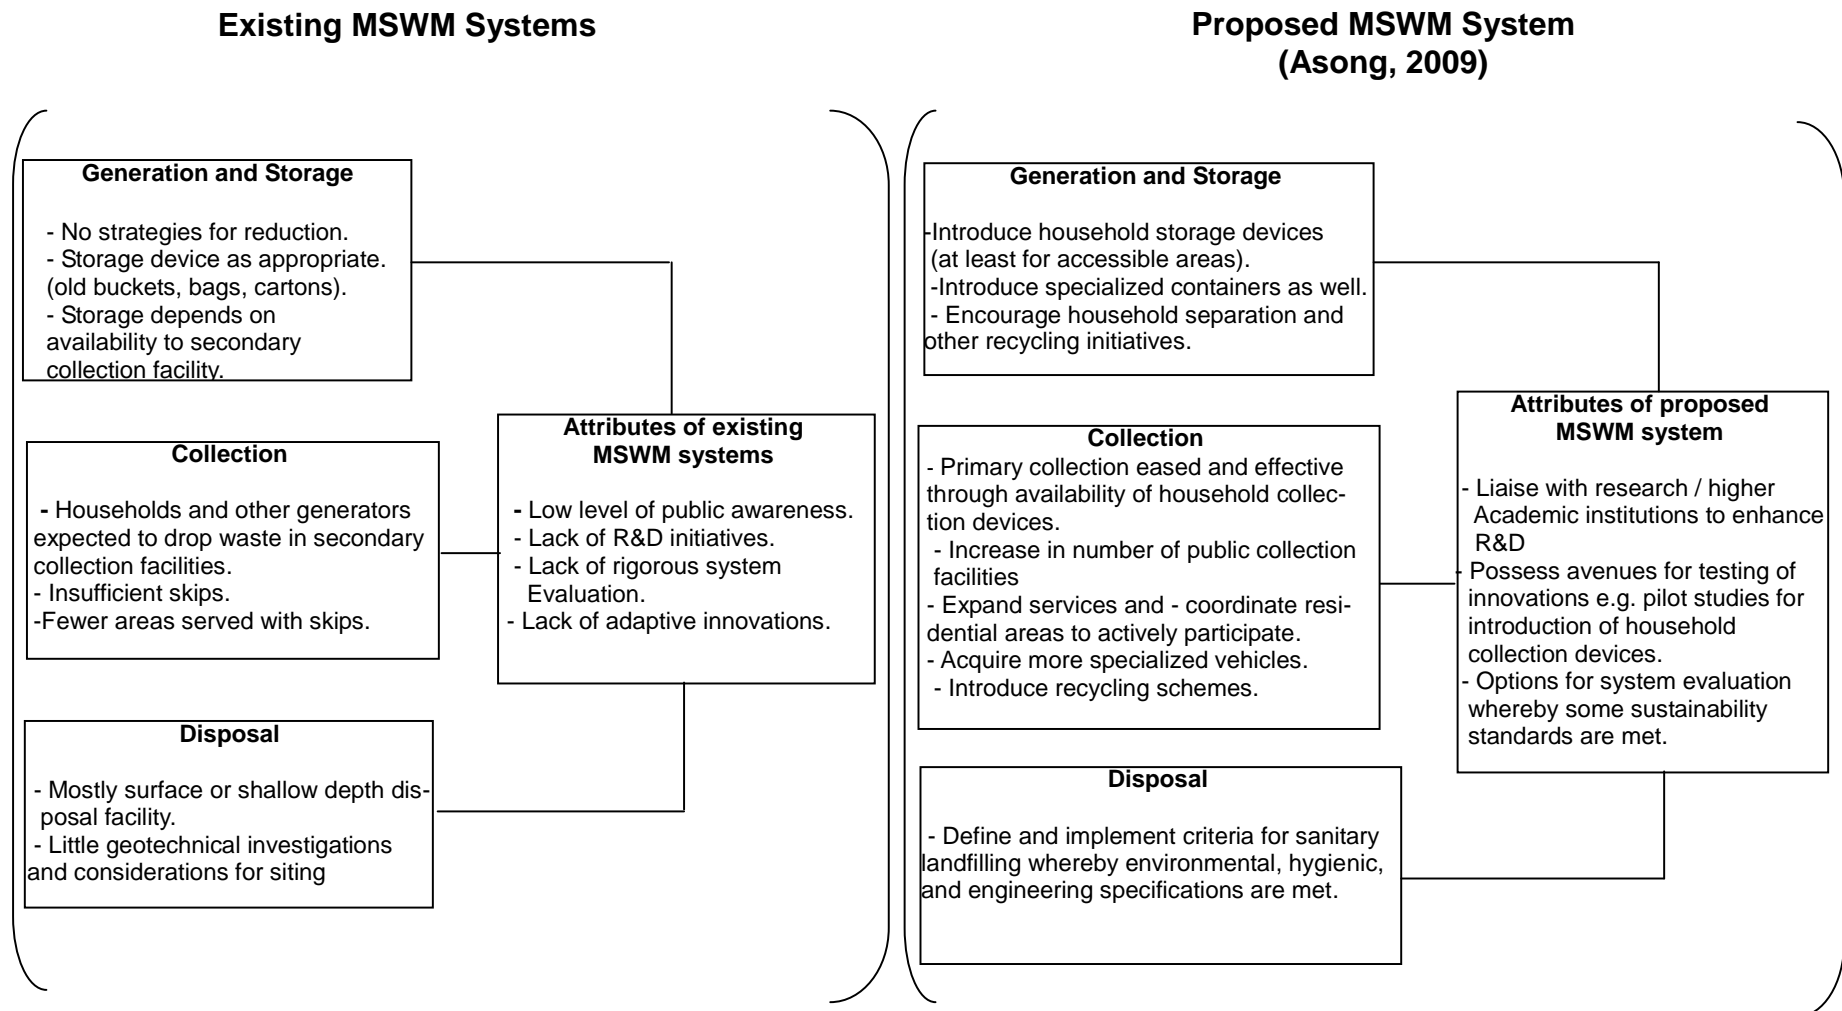 Existing MSWM Systems
Generation and Storage
- No strategies for reduction.
- Storage device as appropriate.
(old buckets, bags, cartons).
- Storage depends on
availability to secondary
collection facility.
Collection
- Households and other generators
expected to drop waste in secondary
collection facilities.
- Insufficient skips.
-Fewer areas served with skips.
Disposal
- Mostly surface or shallow depth dis-
posal facility.
- Little geotechnical investigations
and considerations for siting
Attributes of existing
MSWM systems
- Low level of public awareness.
- Lack of R&D initiatives.
- Lack of rigorous system
Evaluation.
- Lack of adaptive innovations.
Proposed MSWM System
(Asong, 2009)
Generation and Storage
-Introduce household storage devices
(at least for accessible areas).
-Introduce specialized containers as well.
- Encourage household separation and
other recycling initiatives.
Collection
- Primary collection eased and effective
through availability of household collec-
tion devices.
- Increase in number of public collection
facilities
- Expand services and - coordinate resi-
dential areas to actively participate.
- Acquire more specialized vehicles.
- Introduce recycling schemes.
Disposal
- Define and implement criteria for sanitary
landfilling whereby environmental, hygienic,
and engineering specifications are met.
Attributes of proposed
MSWM system
- Liaise with research / higher
Academic institutions to enhance
R&D
- Possess avenues for testing of
innovations e.g. pilot studies for
introduction of household
collection devices.
- Options for system evaluation
whereby some sustainability
standards are met.